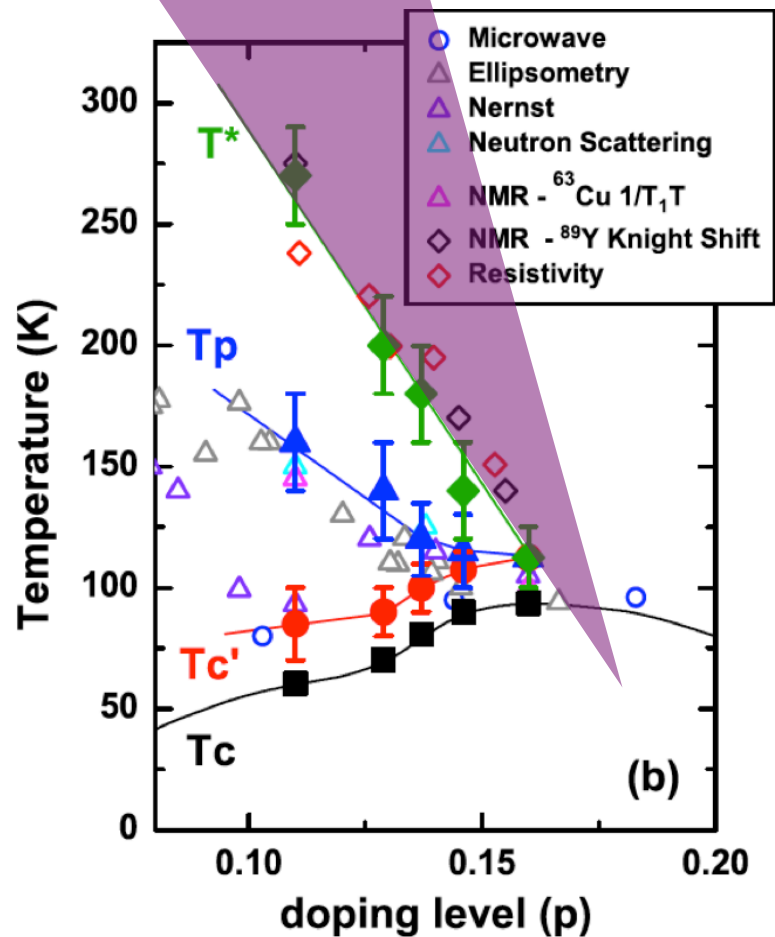 Microwave
Ellipsometry
Nernst
Neutron Scattering
NMR - ⁶³Cu 1/T₁T
NMR - ⁸⁹Y Knight Shift
Resistivity
300
250
200
150
100
50
0
Temperature (K)
T*
Tp
Tc'
Tc
(b)
0.10
0.15
0.20
doping level (p)